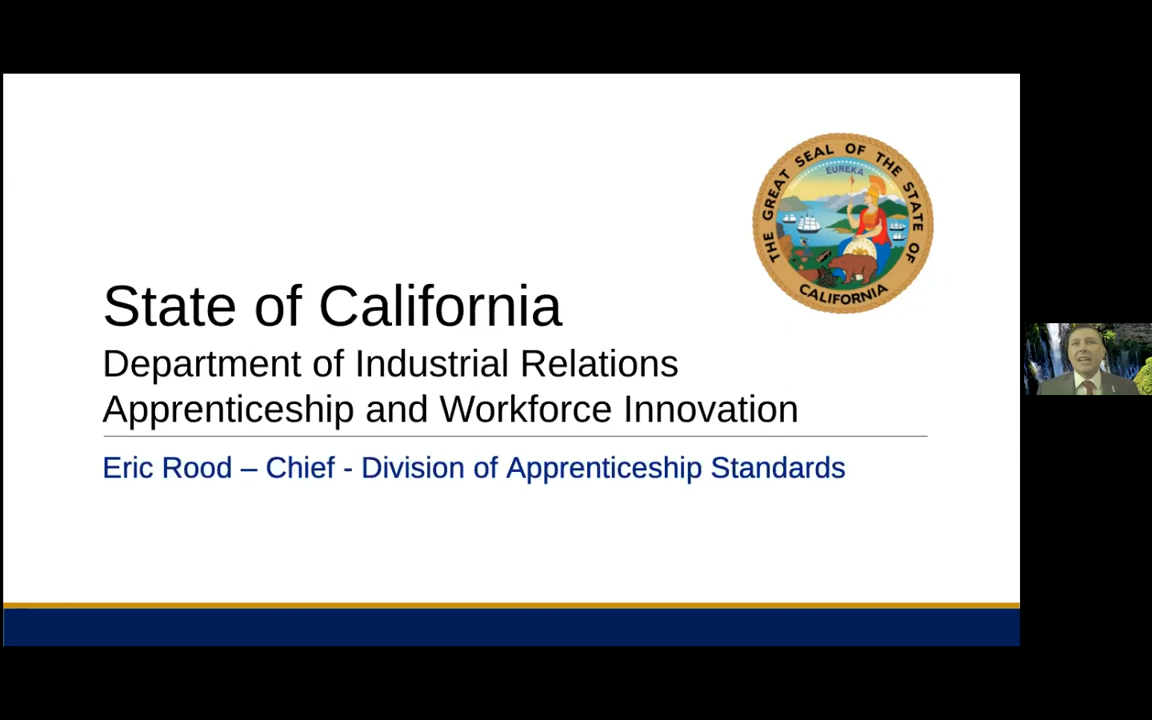 THE GREAT SEAL OF THE STATE OF CALIFORNIA
EUREKA
State of California
Department of Industrial Relations
Apprenticeship and Workforce Innovation
Eric Rood – Chief - Division of Apprenticeship Standards